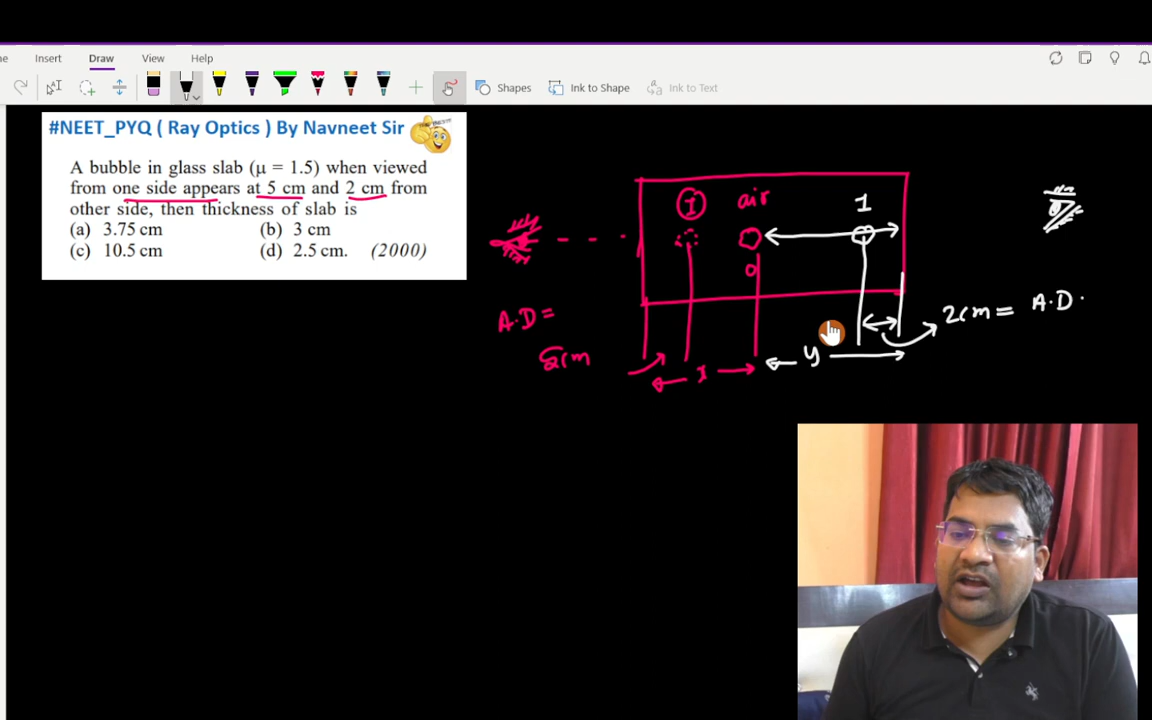 Insert Draw View Help
Shapes Ink to Shape Ink to Text
#NEET_PYQ ( Ray Optics ) By Navneet Sir
A bubble in glass slab (μ = 1.5) when viewed
from one side appears at 5 cm and 2 cm from
other side, then thickness of slab is
(a) 3.75 cm (b) 3 cm
(c) 10.5 cm (d) 2.5 cm. (2000)
I air 1
O
A.D =
5cm
x
y
2cm = A.D.